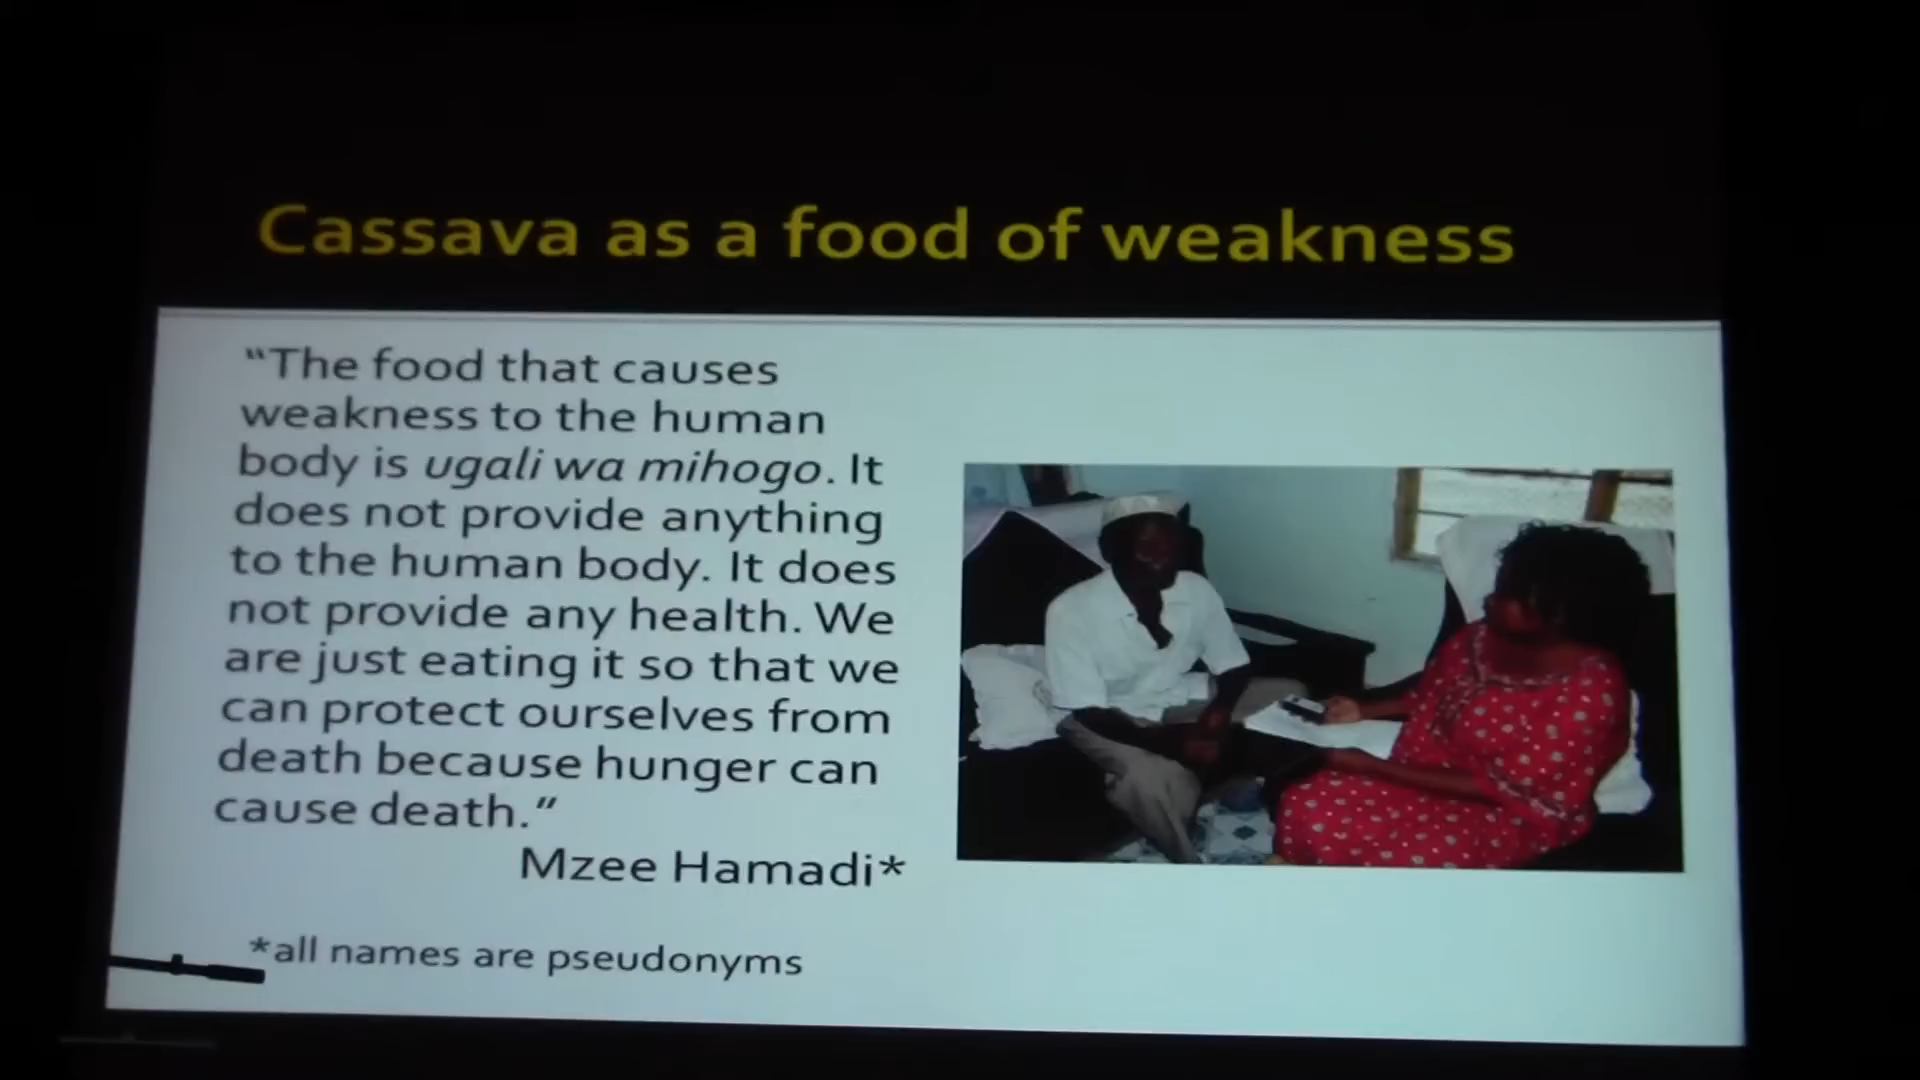 Cassava as a food of weakness
“The food that causes
weakness to the human
body is ugali wa mihogo. It
does not provide anything
to the human body. It does
not provide any health. We
are just eating it so that we
can protect ourselves from
death because hunger can
cause death.”
Mzee Hamadi*
*all names are pseudonyms